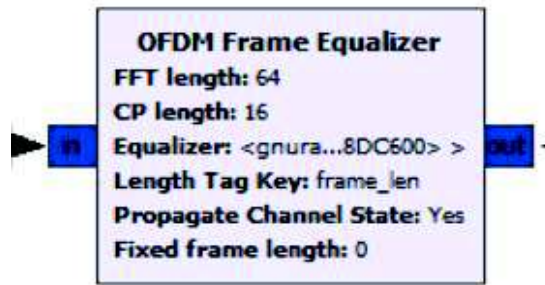 OFDM Frame Equalizer
FFT length: 64
CP length: 16
in
Equalizer: <gnura...8DC600> >
out
Length Tag Key: frame_len
Propagate Channel State: Yes
Fixed frame length: 0